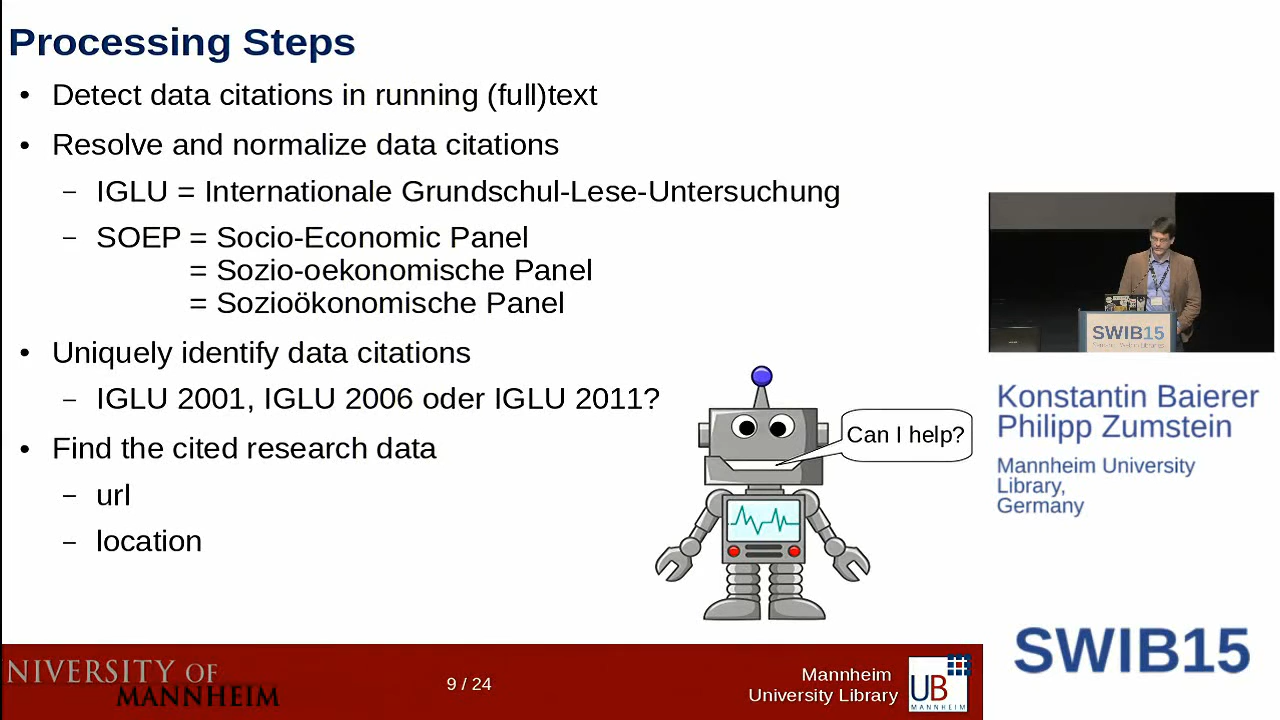 Processing Steps
• Detect data citations in running (full)text
• Resolve and normalize data citations
– IGLU = Internationale Grundschul-Lese-Untersuchung
– SOEP = Socio-Economic Panel
= Sozio-oekonomische Panel
= Sozioökonomische Panel
• Uniquely identify data citations
– IGLU 2001, IGLU 2006 oder IGLU 2011?
• Find the cited research data
– url
– location
Can I help?
NIVERSITY OF
MANNHEIM
9 / 24
Mannheim
University Library
UB
MANNHEIM
SWIB15
Konstantin Baierer
Philipp Zumstein
Mannheim University
Library,
Germany
SWIB15